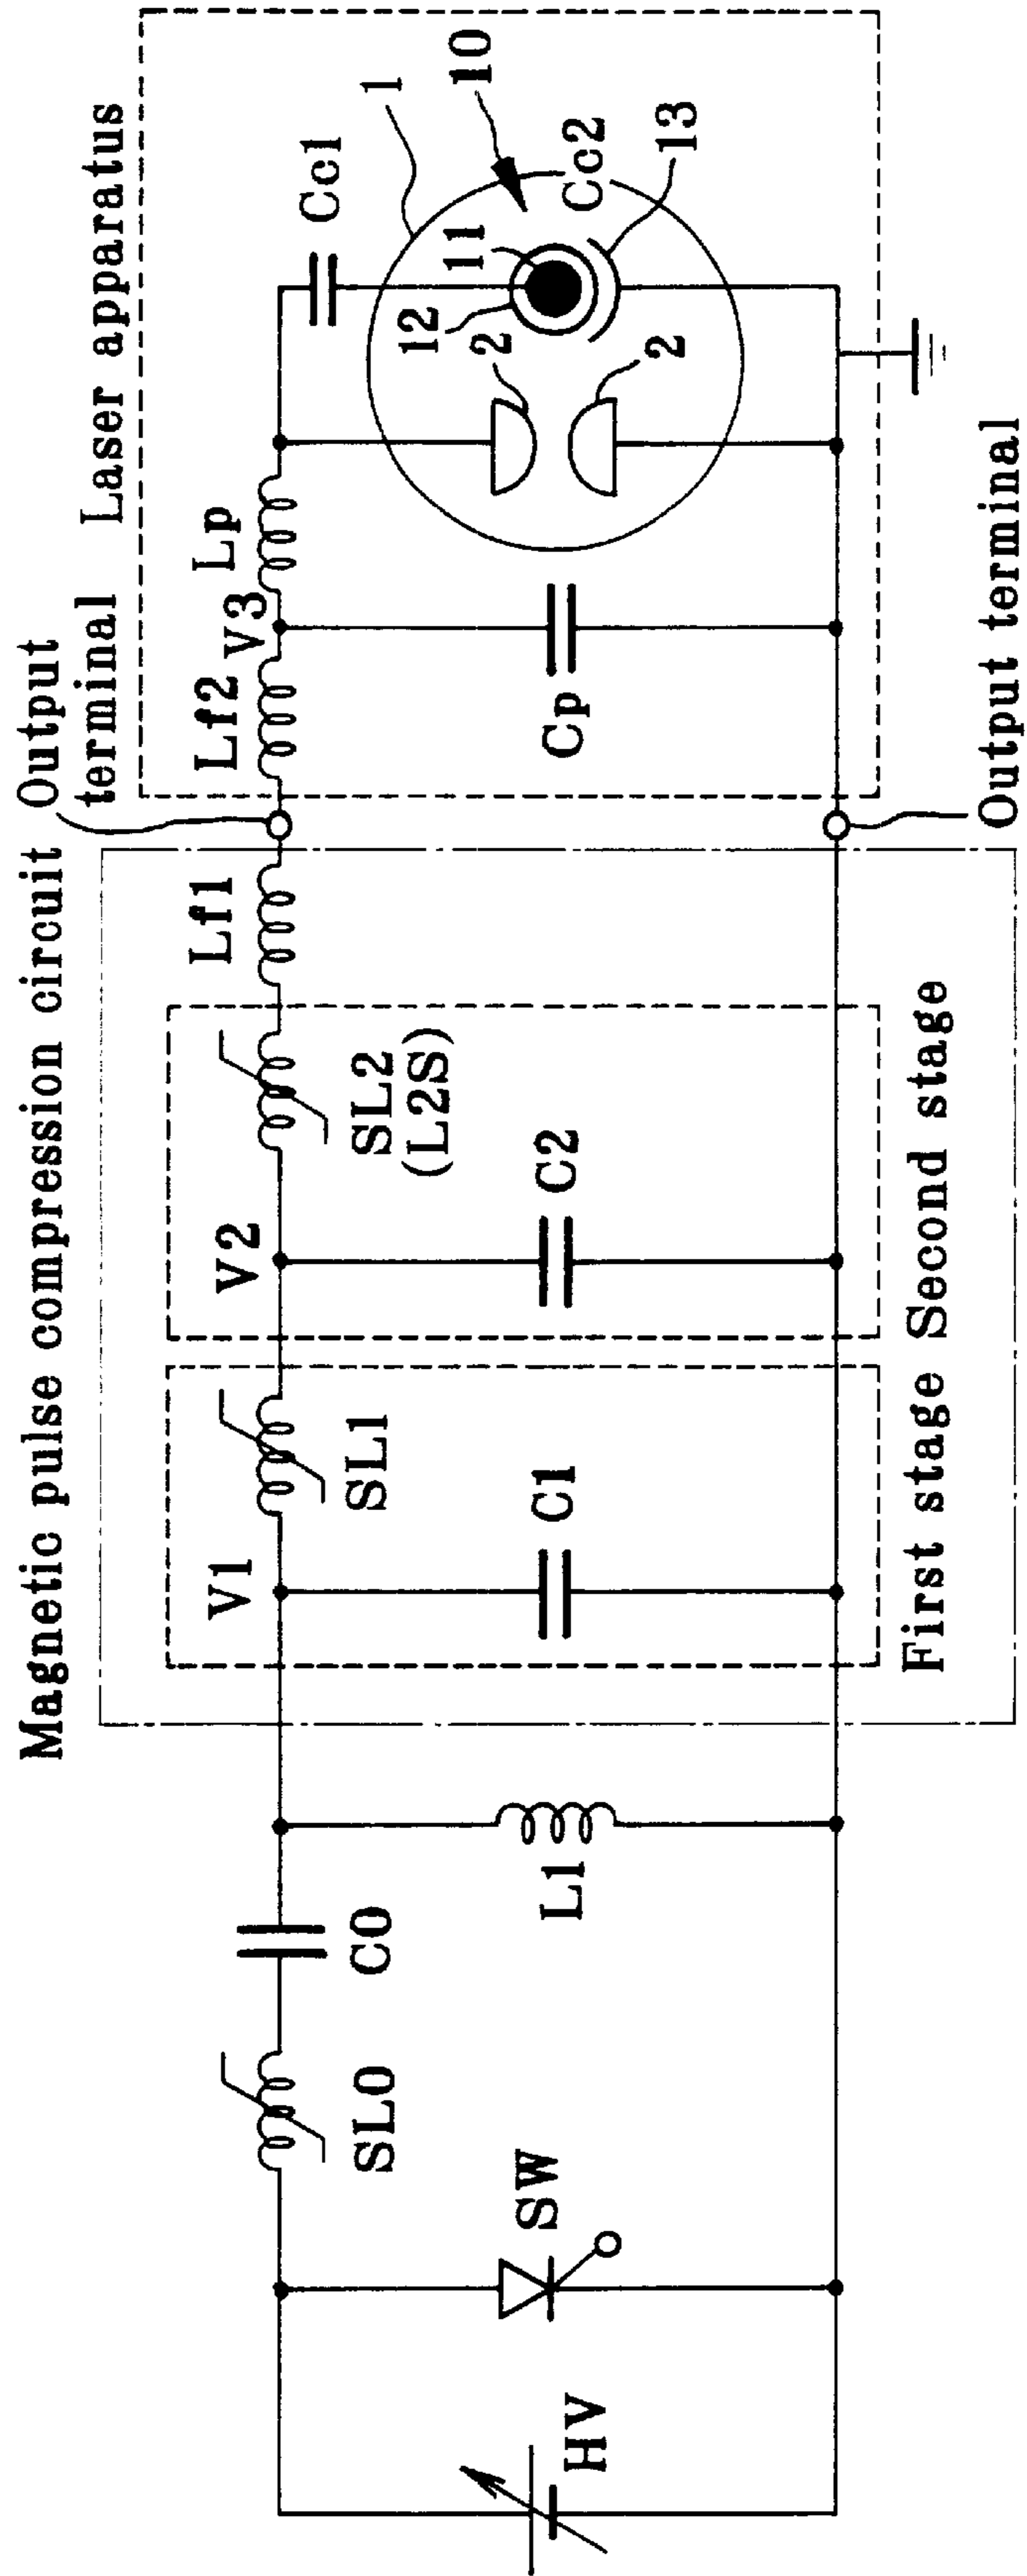 Magnetic pulse compression circuit
Output
terminal
Laser apparatus
HV
SW
SL0
C0
L1
V1
SL1
C1
First stage
V2
SL2
(L2S)
C2
Second stage
Lf1
Lf2
V3
Lp
Cp
Cc1
1
10
11
12
2
2
Cc2
13
Output terminal